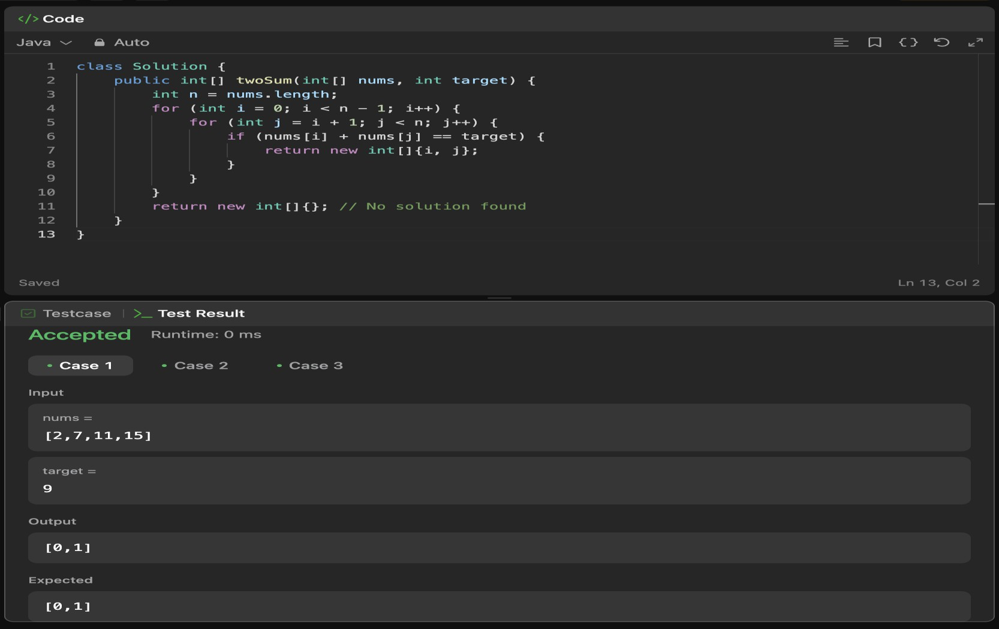 </> Code
Java Auto
1 class Solution {
2 public int[] twoSum(int[] nums, int target) {
3 int n = nums.length;
4 for (int i = 0; i < n - 1; i++) {
5 for (int j = i + 1; j < n; j++) {
6 if (nums[i] + nums[j] == target) {
7 return new int[]{i, j};
8 }
9 }
10 }
11 return new int[]{}; // No solution found
12 }
13 }
Saved Ln 13, Col 2
Testcase | >_ Test Result
Accepted Runtime: 0 ms
• Case 1 • Case 2 • Case 3
Input
nums =
[2,7,11,15]
target =
9
Output
[0,1]
Expected
[0,1]